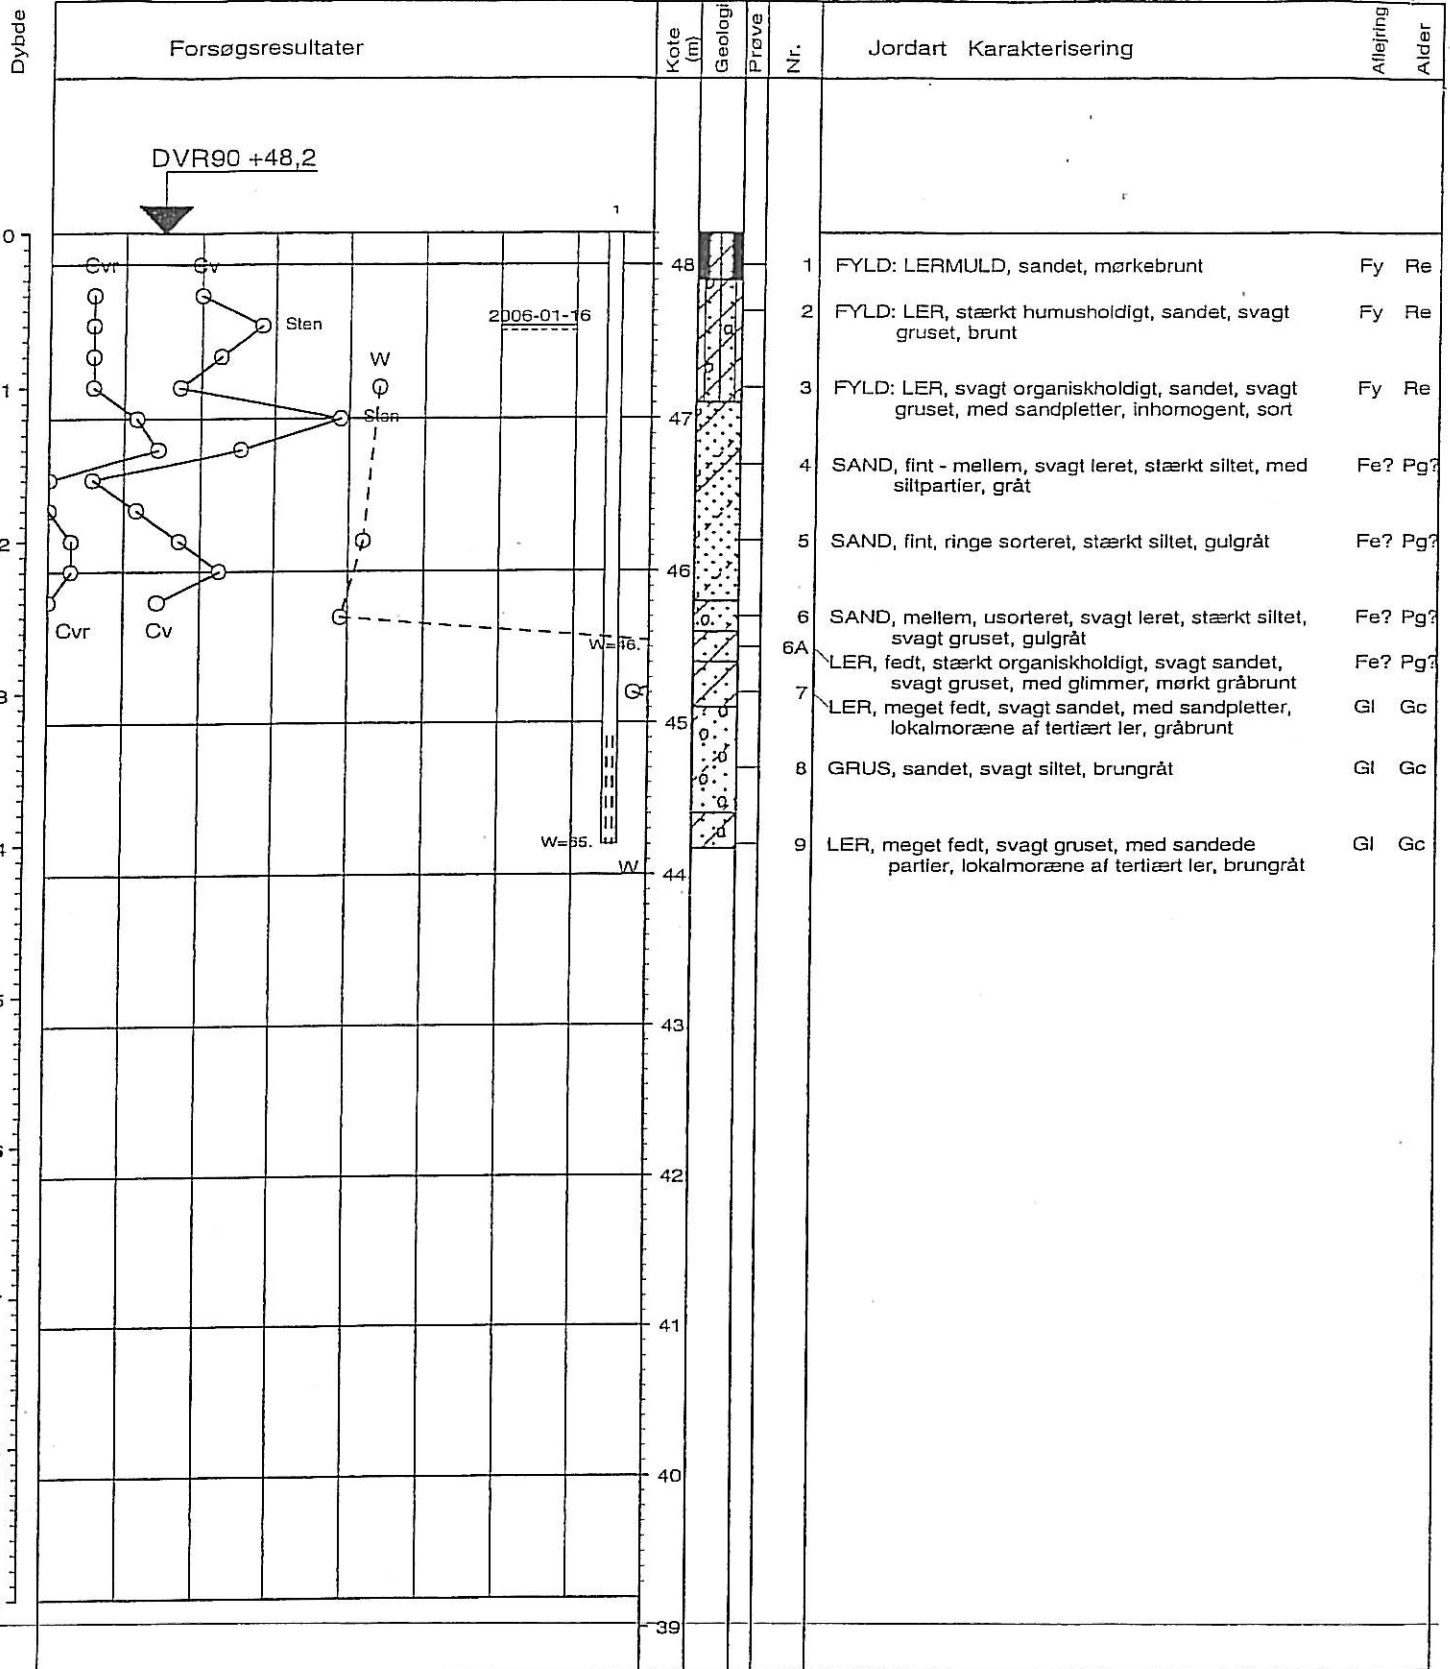 Dybde
Forsøgsresultater
Kote
(m)
Geologi
Prøve
Nr.
Jordart Karakterisering
Aflejring
Alder
DVR90 +48,2
1
0
Cvr
Cv
48
1 FYLD: LERMULD, sandet, mørkebrunt Fy Re
Sten
2006-01-16
2 FYLD: LER, stærkt humusholdigt, sandet, svagt Fy Re
gruset, brunt
W
1
3 FYLD: LER, svagt organiskholdigt, sandet, svagt Fy Re
gruset, med sandpletter, inhomogent, sort
Sten
47
4 SAND, fint - mellem, svagt leret, stærkt siltet, med Fe? Pg?
siltpartier, gråt
2
5 SAND, fint, ringe sorteret, stærkt siltet, gulgråt Fe? Pg?
46
6 SAND, mellem, usorteret, svagt leret, stærkt siltet, Fe? Pg?
svagt gruset, gulgråt
Cvr
Cv
W=46.
6A
LER, fedt, stærkt organiskholdigt, svagt sandet, Fe? Pg?
svagt gruset, med glimmer, mørkt gråbrunt
3
7
LER, meget fedt, svagt sandet, med sandpletter, Gl Gc
lokalmoræne af tertiært ler, gråbrunt
45
8 GRUS, sandet, svagt siltet, brungråt Gl Gc
4
W=65.
9 LER, meget fedt, svagt gruset, med sandede Gl Gc
partier, lokalmoræne af tertiært ler, brungråt
W
44
43
42
41
40
39